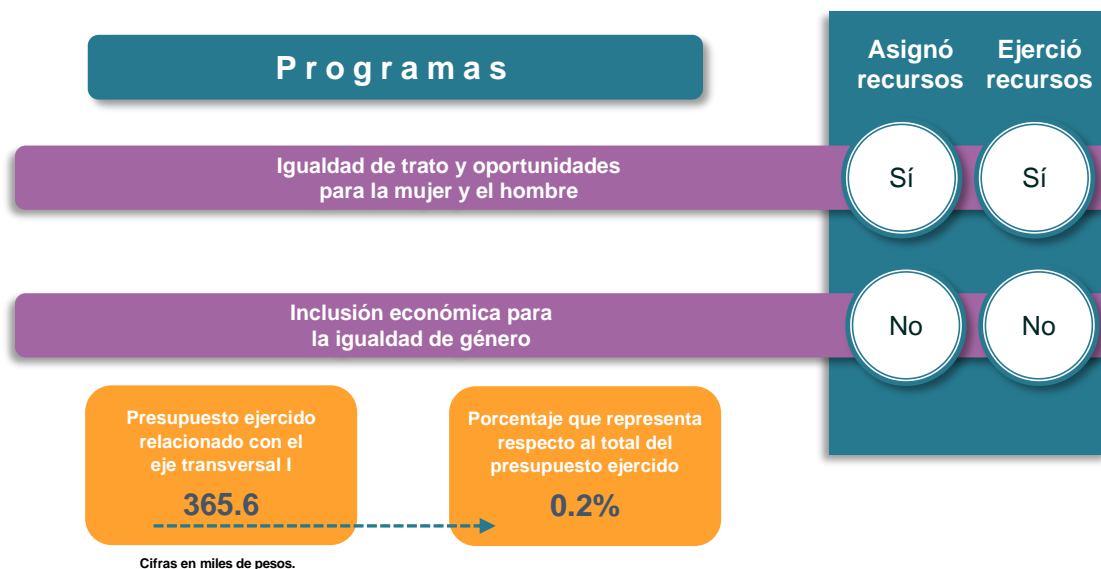 Programas
Asignó
recursos
Ejerció
recursos
Igualdad de trato y oportunidades
para la mujer y el hombre
Sí
Sí
Inclusión económica para
la igualdad de género
No
No
Presupuesto ejercido
relacionado con el
eje transversal I
365.6
Porcentaje que representa
respecto al total del
presupuesto ejercido
0.2%
Cifras en miles de pesos.